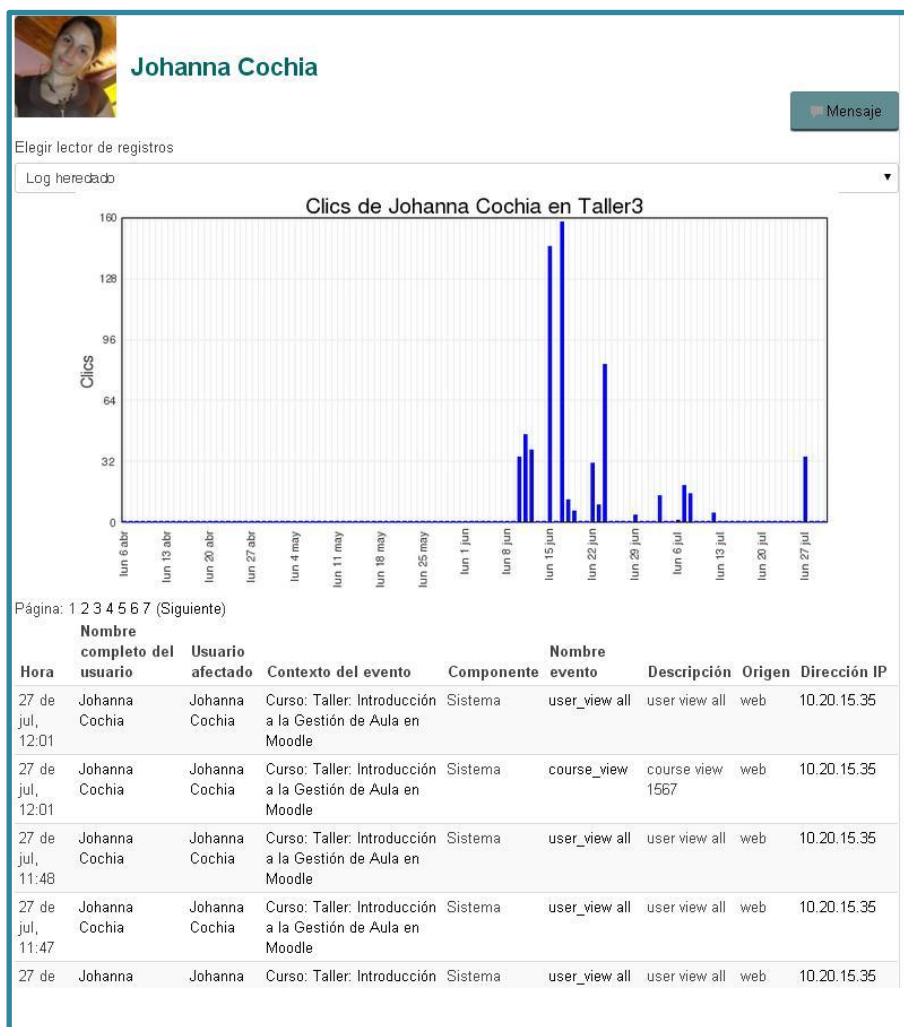 Johanna Cochia
Mensaje
Elegir lector de registros
Log heredado
Clics de Johanna Cochia en Taller3
160
128
96
64
32
0
Clics
lun 6 abr
lun 13 abr
lun 20 abr
lun 27 abr
lun 4 may
lun 11 may
lun 18 may
lun 25 may
lun 1 jun
lun 8 jun
lun 15 jun
lun 22 jun
lun 29 jun
lun 6 jul
lun 13 jul
lun 20 jul
lun 27 jul
Página: 1 2 3 4 5 6 7 (Siguiente)
Nombre
completo del Usuario Nombre
Hora usuario afectado Contexto del evento Componente evento Descripción Origen Dirección IP
27 de Johanna Johanna Curso: Taller: Introducción Sistema user_view all user view all web 10.20.15.35
jul, Cochia Cochia a la Gestión de Aula en
12:01 Moodle
27 de Johanna Johanna Curso: Taller: Introducción Sistema course_view course view web 10.20.15.35
jul, Cochia Cochia a la Gestión de Aula en 1567
12:01 Moodle
27 de Johanna Johanna Curso: Taller: Introducción Sistema user_view all user view all web 10.20.15.35
jul, Cochia Cochia a la Gestión de Aula en
11:48 Moodle
27 de Johanna Johanna Curso: Taller: Introducción Sistema user_view all user view all web 10.20.15.35
jul, Cochia Cochia a la Gestión de Aula en
11:47 Moodle
27 de Johanna Johanna Curso: Taller: Introducción Sistema user_view all user view all web 10.20.15.35